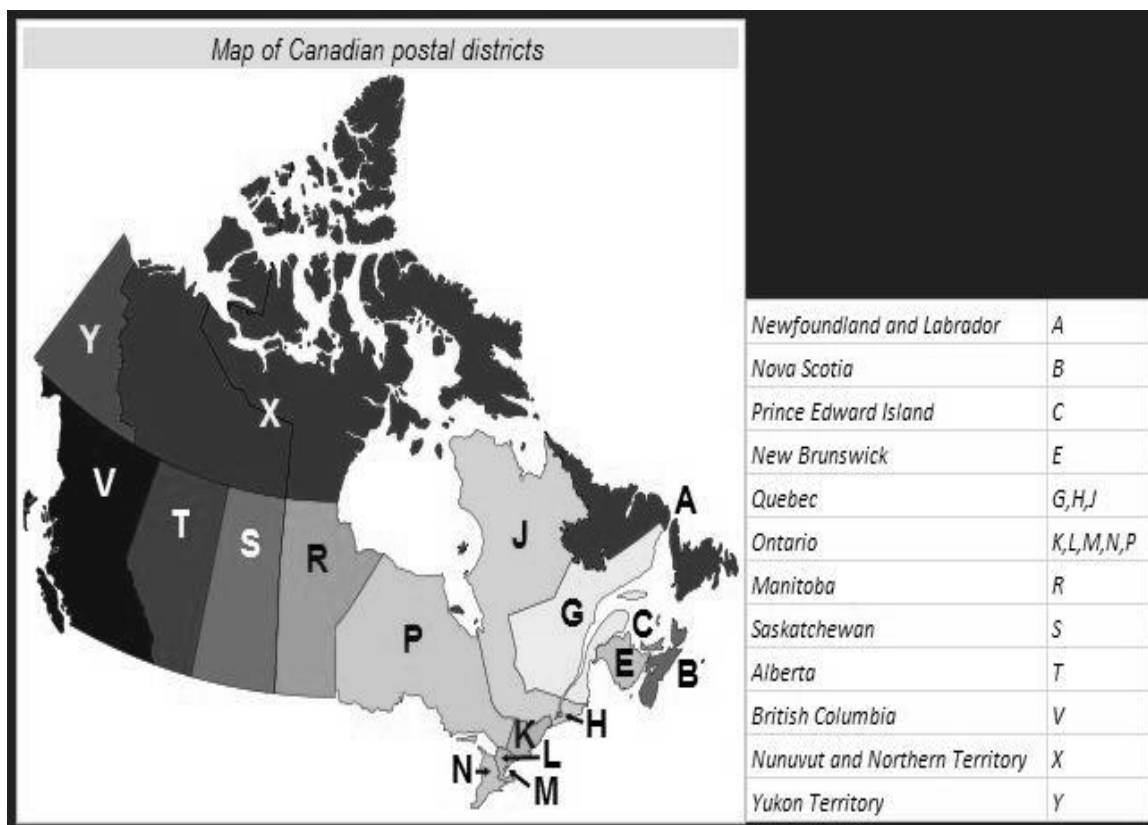 Map of Canadian postal districts
Y
X
V
T
S
R
P
J
A
G
C
E
B
H
K
L
N
M
Newfoundland and Labrador A
Nova Scotia B
Prince Edward Island C
New Brunswick E
Quebec G,H,J
Ontario K,L,M,N,P
Manitoba R
Saskatchewan S
Alberta T
British Columbia V
Nunuvut and Northern Territory X
Yukon Territory Y